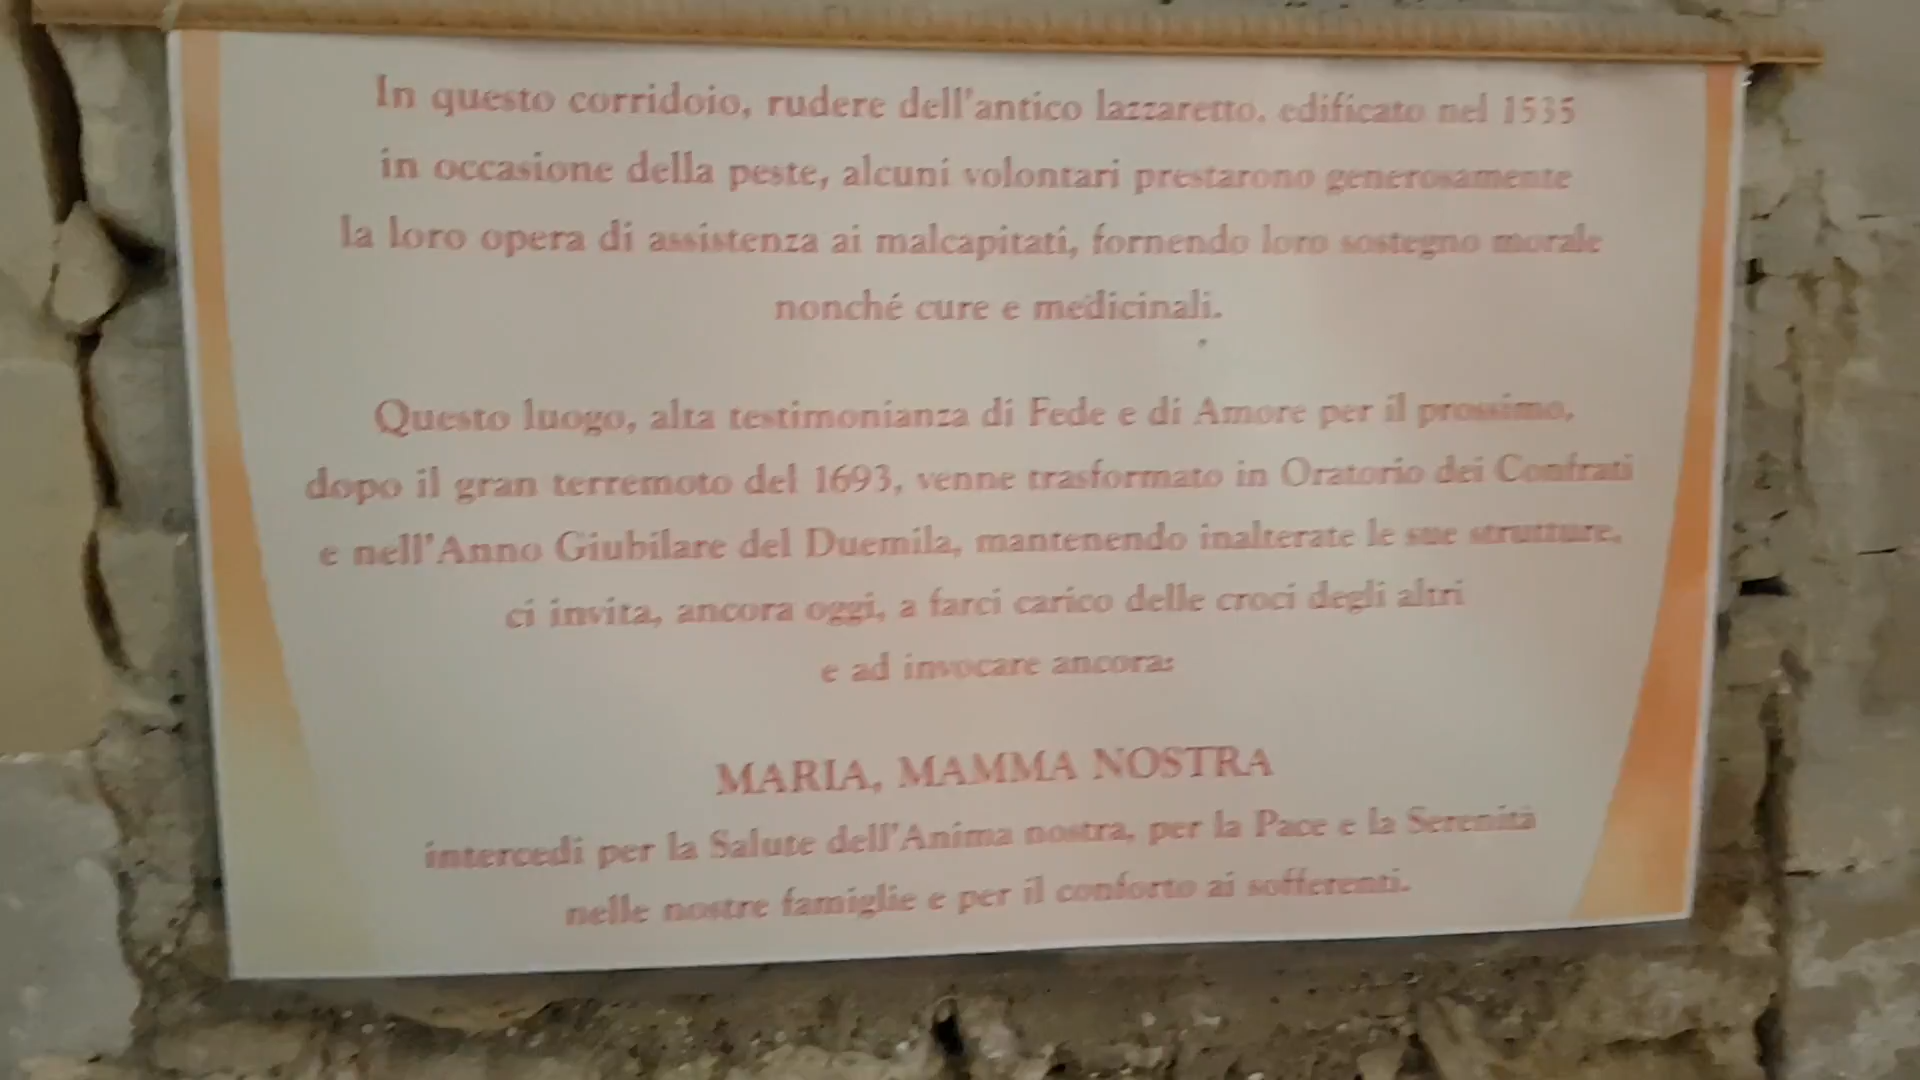 In questo corridoio, rudere dell'antico lazzaretto, edificato nel 1535
in occasione della peste, alcuni volontari prestarono generosamente
la loro opera di assistenza ai malcapitati, fornendo loro sostegno morale
nonché cure e medicinali.
Questo luogo, alta testimonianza di Fede e di Amore per il prossimo,
dopo il gran terremoto del 1693, venne trasformato in Oratorio dei Confrati
e nell'Anno Giubilare del Duemila, mantenendo inalterate le sue strutture,
ci invita, ancora oggi, a farci carico delle croci degli altri
e ad invocare ancora:
MARIA, MAMMA NOSTRA
intercedi per la Salute dell'Anima nostra, per la Pace e la Serenità
nelle nostre famiglie e per il conforto ai sofferenti.